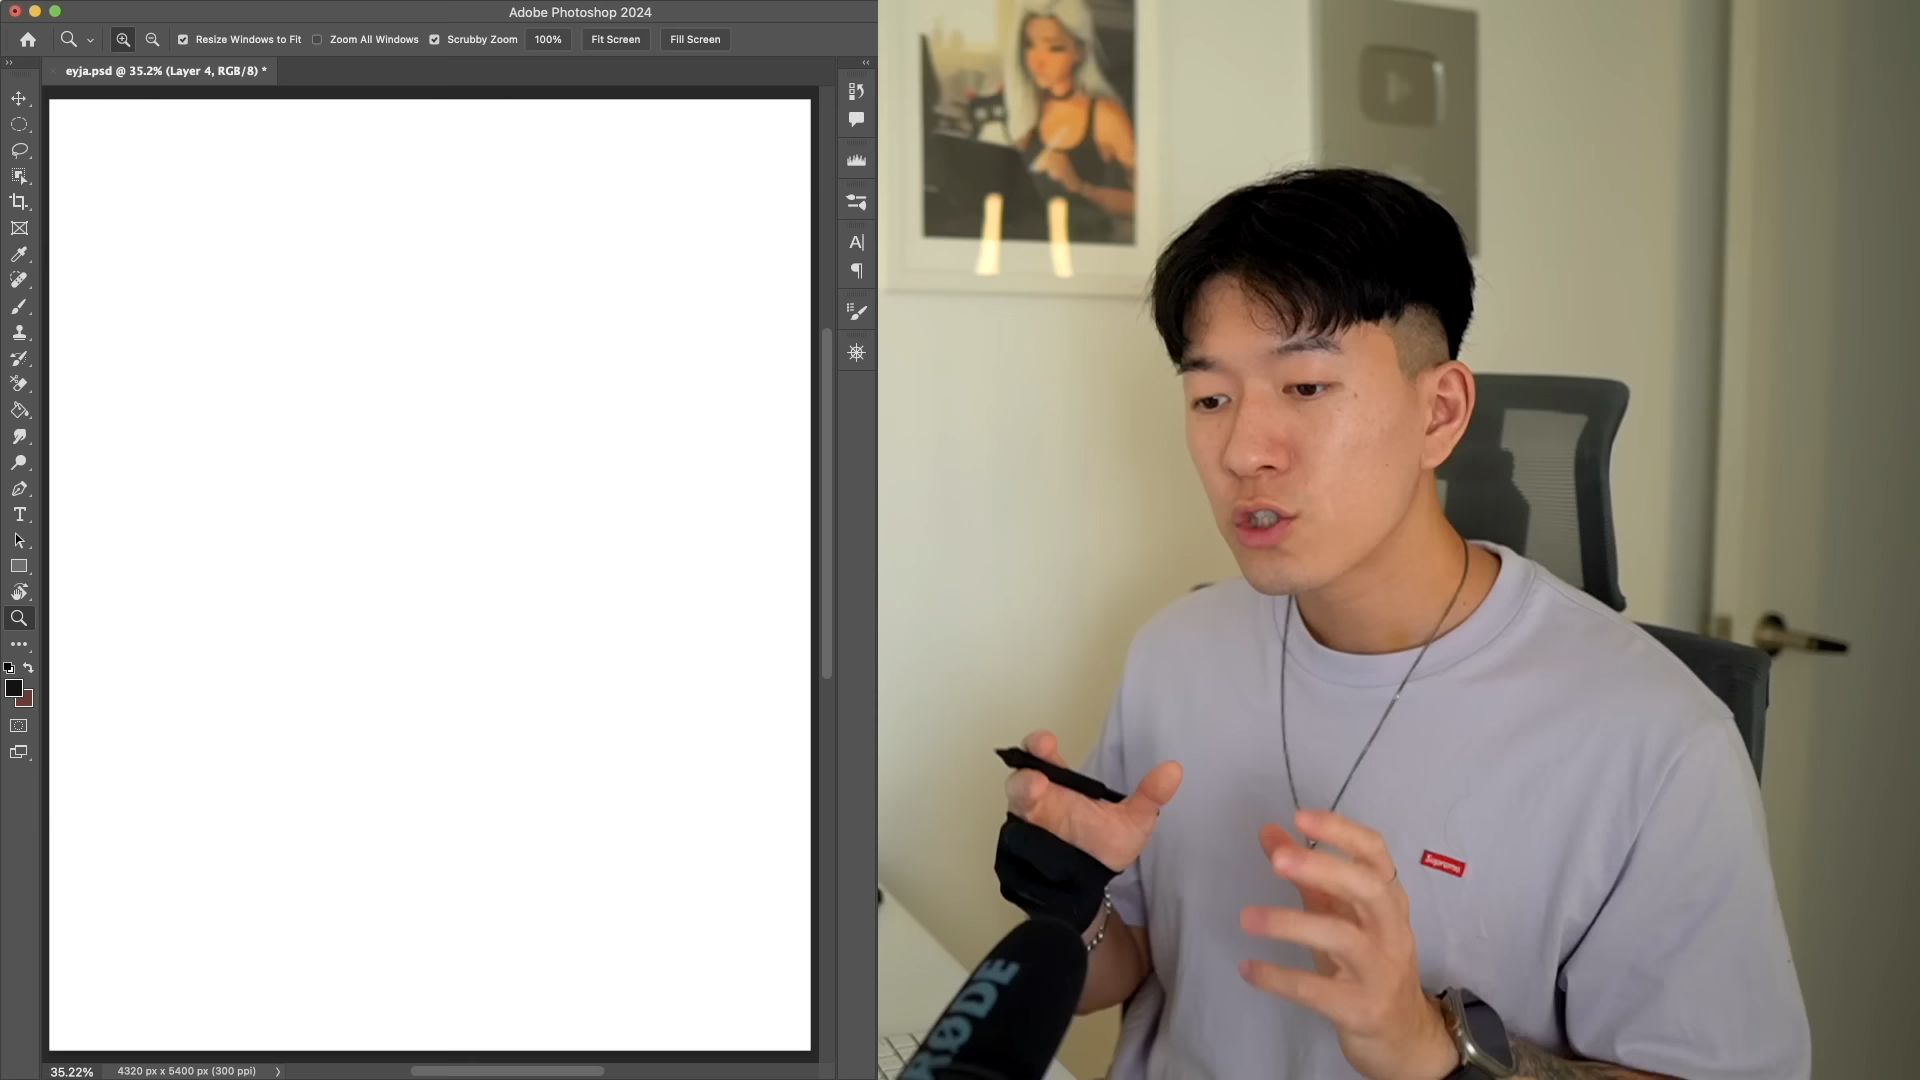 Adobe Photoshop 2024
Resize Windows to Fit Zoom All Windows Scrubby Zoom 100% Fit Screen Fill Screen
eyja.psd @ 35.2% (Layer 4, RGB/8) *
Supreme
RØDE
35.22% 4320 px x 5400 px (300 ppi)